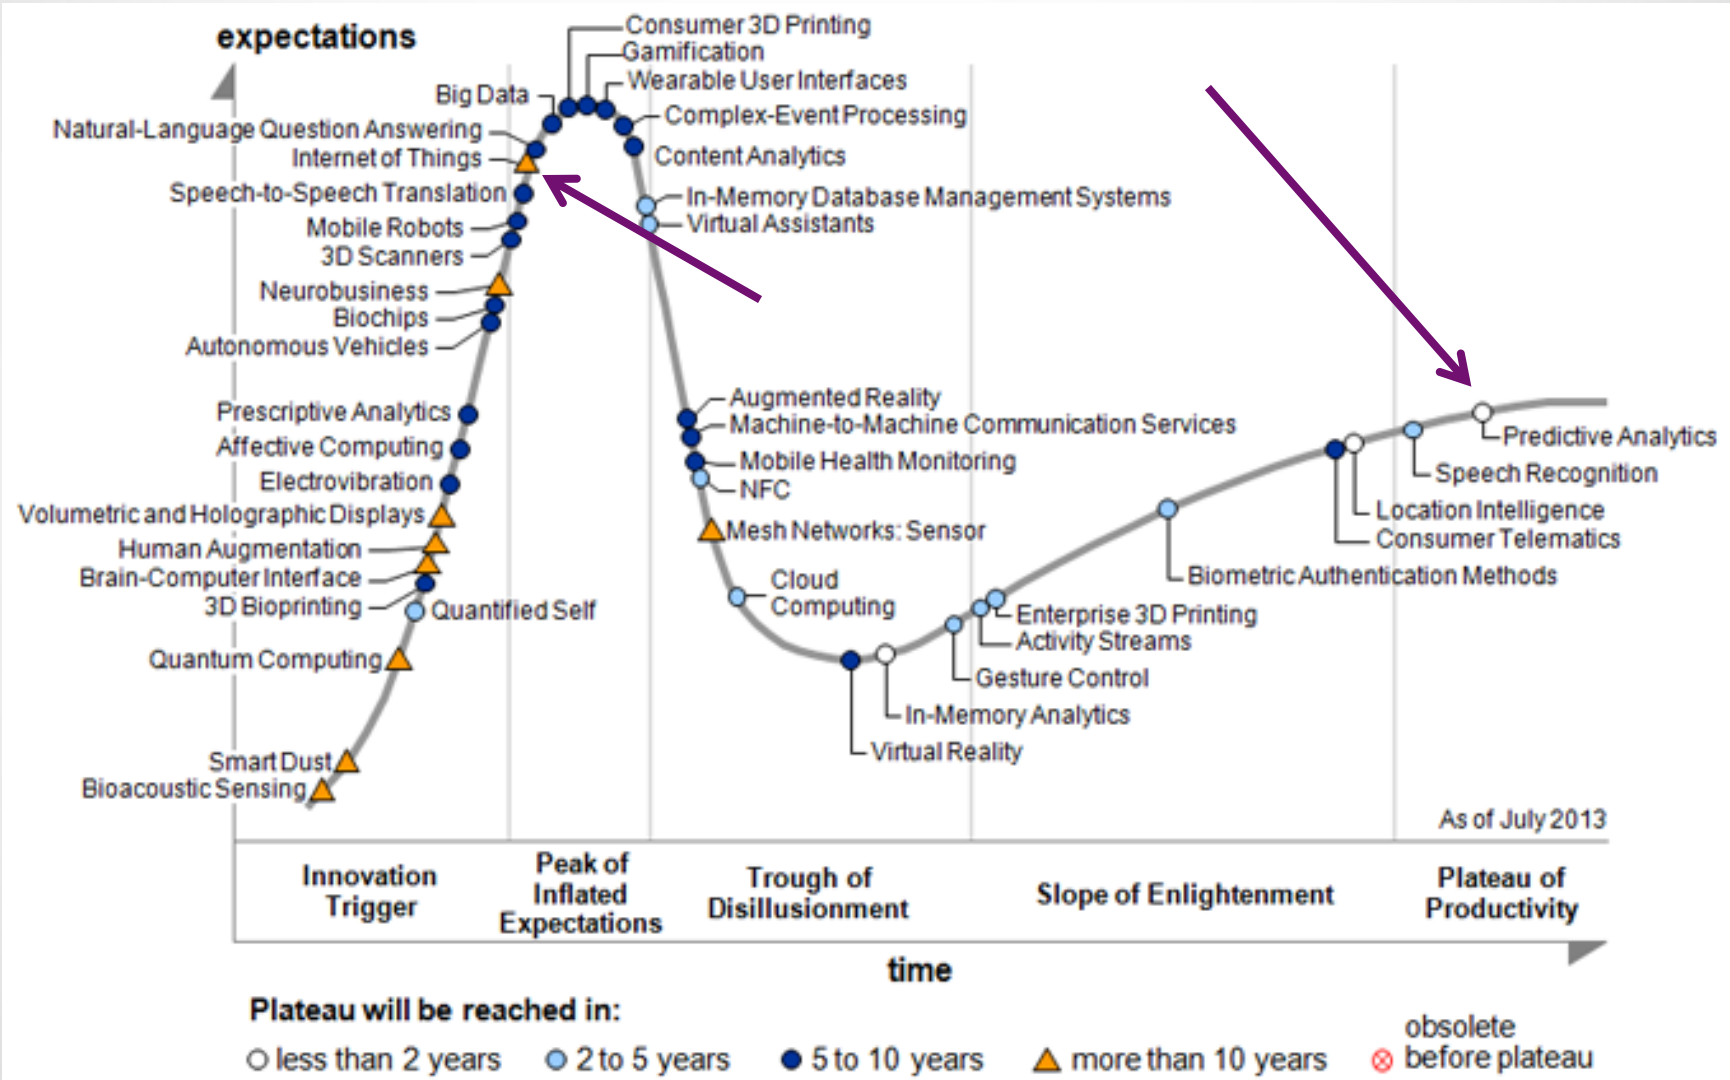 expectations
Consumer 3D Printing
Gamification
Wearable User Interfaces
Big Data
Complex-Event Processing
Natural-Language Question Answering
Content Analytics
Internet of Things
Speech-to-Speech Translation
In-Memory Database Management Systems
Virtual Assistants
Mobile Robots
3D Scanners
Neurobusiness
Biochips
Autonomous Vehicles
Augmented Reality
Prescriptive Analytics
Machine-to-Machine Communication Services
Predictive Analytics
Affective Computing
Mobile Health Monitoring
Speech Recognition
Electrovibration
NFC
Volumetric and Holographic Displays
Location Intelligence
Mesh Networks: Sensor
Consumer Telematics
Human Augmentation
Brain-Computer Interface
Cloud
Computing
Biometric Authentication Methods
3D Bioprinting
Quantified Self
Enterprise 3D Printing
Activity Streams
Quantum Computing
Gesture Control
In-Memory Analytics
Virtual Reality
Smart Dust
Bioacoustic Sensing
As of July 2013
Innovation
Trigger
Peak of
Inflated
Expectations
Trough of
Disillusionment
Slope of Enlightenment
Plateau of
Productivity
time
Plateau will be reached in:
less than 2 years
2 to 5 years
5 to 10 years
more than 10 years
obsolete
before plateau